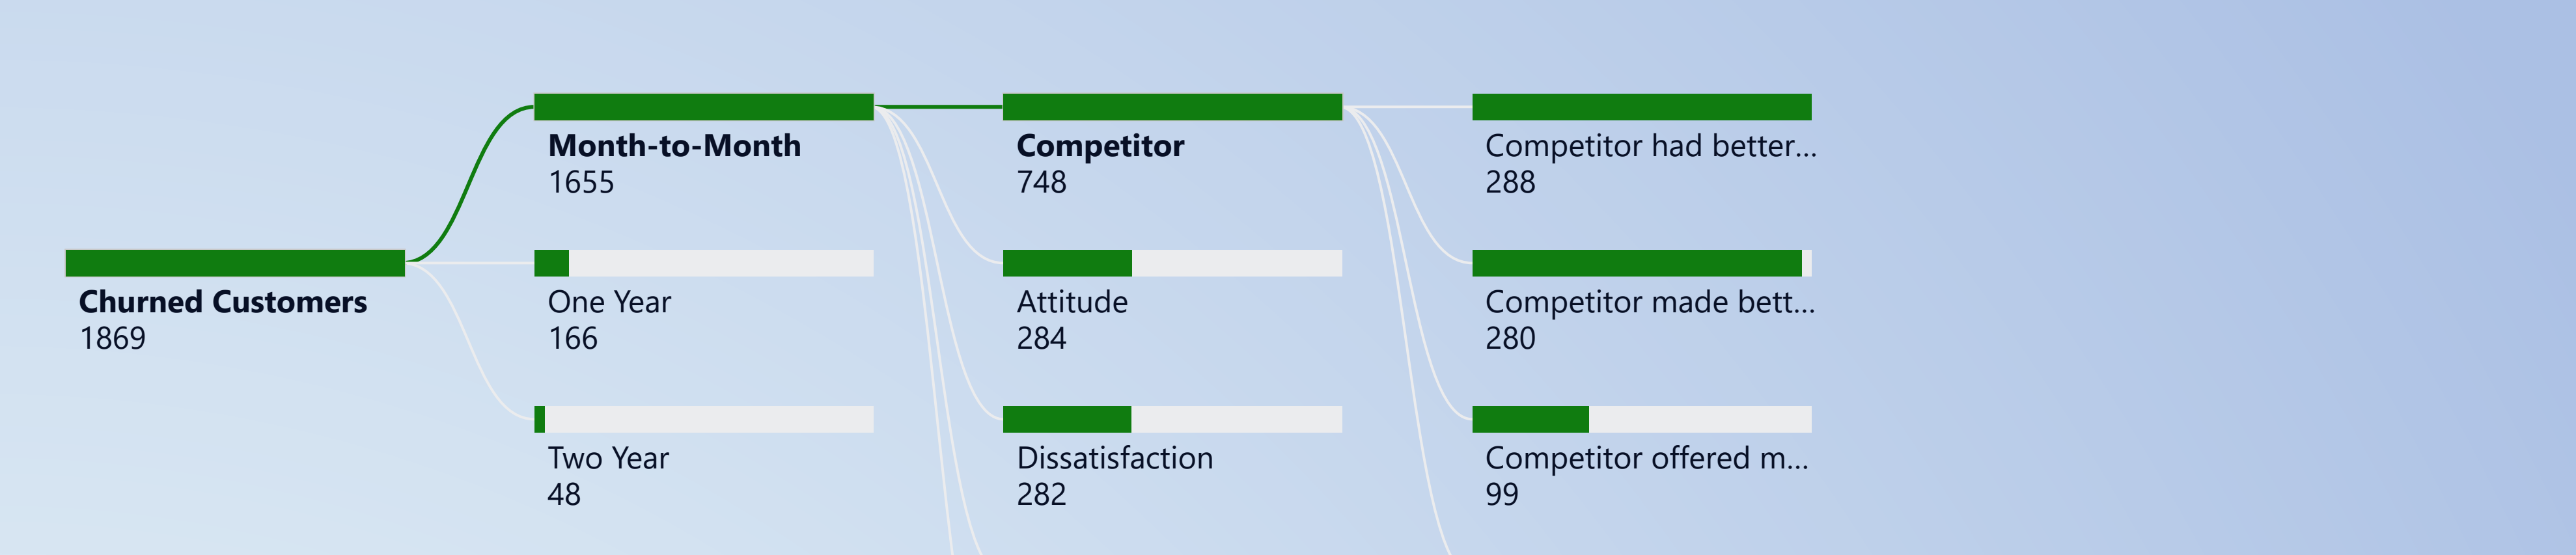 Churned Customers
1869
Month-to-Month
1655
One Year
166
Two Year
48
Competitor
748
Attitude
284
Dissatisfaction
282
Competitor had better...
288
Competitor made bett...
280
Competitor offered m...
99